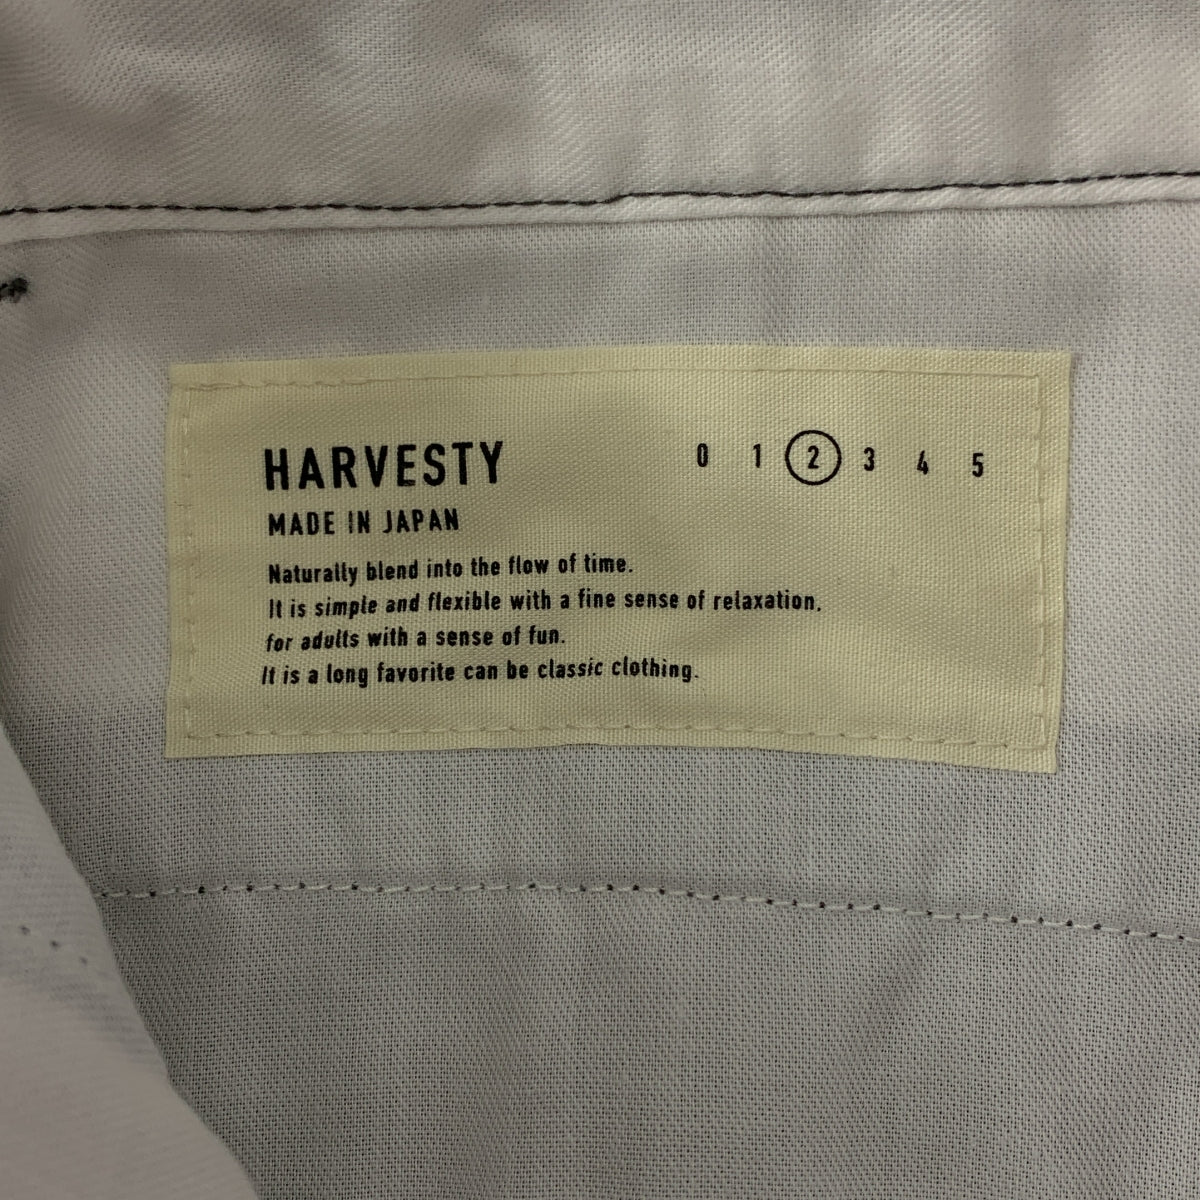 HARVESTY 0 1 2 3 4 5
MADE IN JAPAN
Naturally blend into the flow of time.
It is simple and flexible with a fine sense of relaxation.
for adults with a sense of fun.
It is a long favorite can be classic clothing.